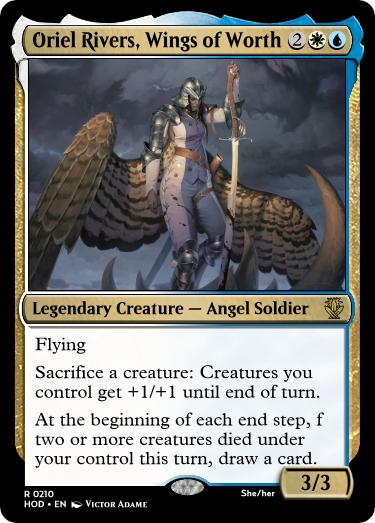 Oriel Rivers, Wings of Worth 2
Legendary Creature — Angel Soldier
Flying
Sacrifice a creature: Creatures you
control get +1/+1 until end of turn.
At the beginning of each end step, f
two or more creatures died under
your control this turn, draw a card.
3/3
R 0210
HOD • EN Victor Adame
She/her